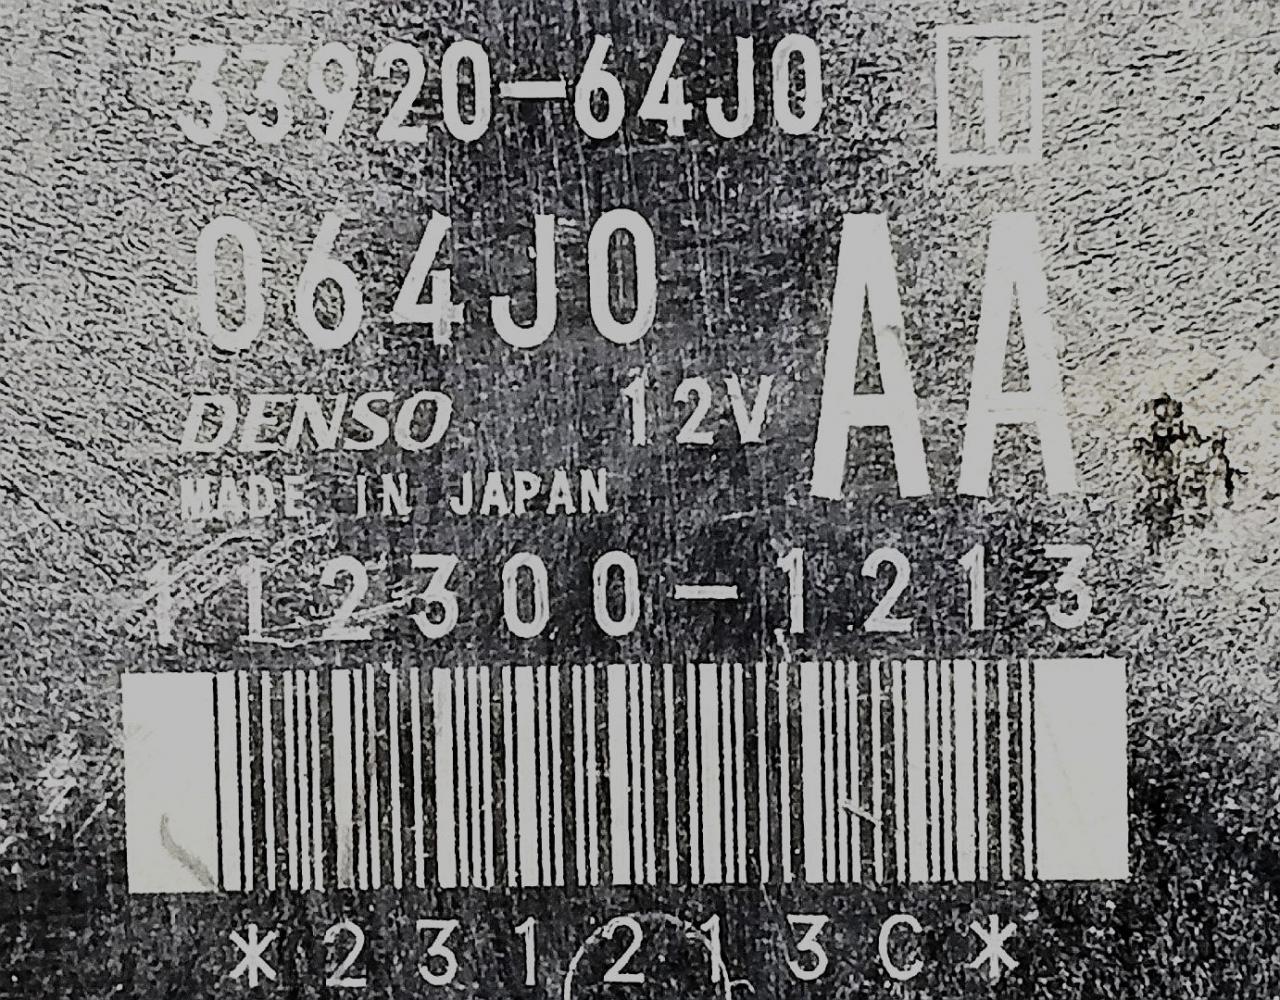 33920-64J0 1
064J0 AA
DENSO 12V
MADE IN JAPAN
112300-1213
*231213C*